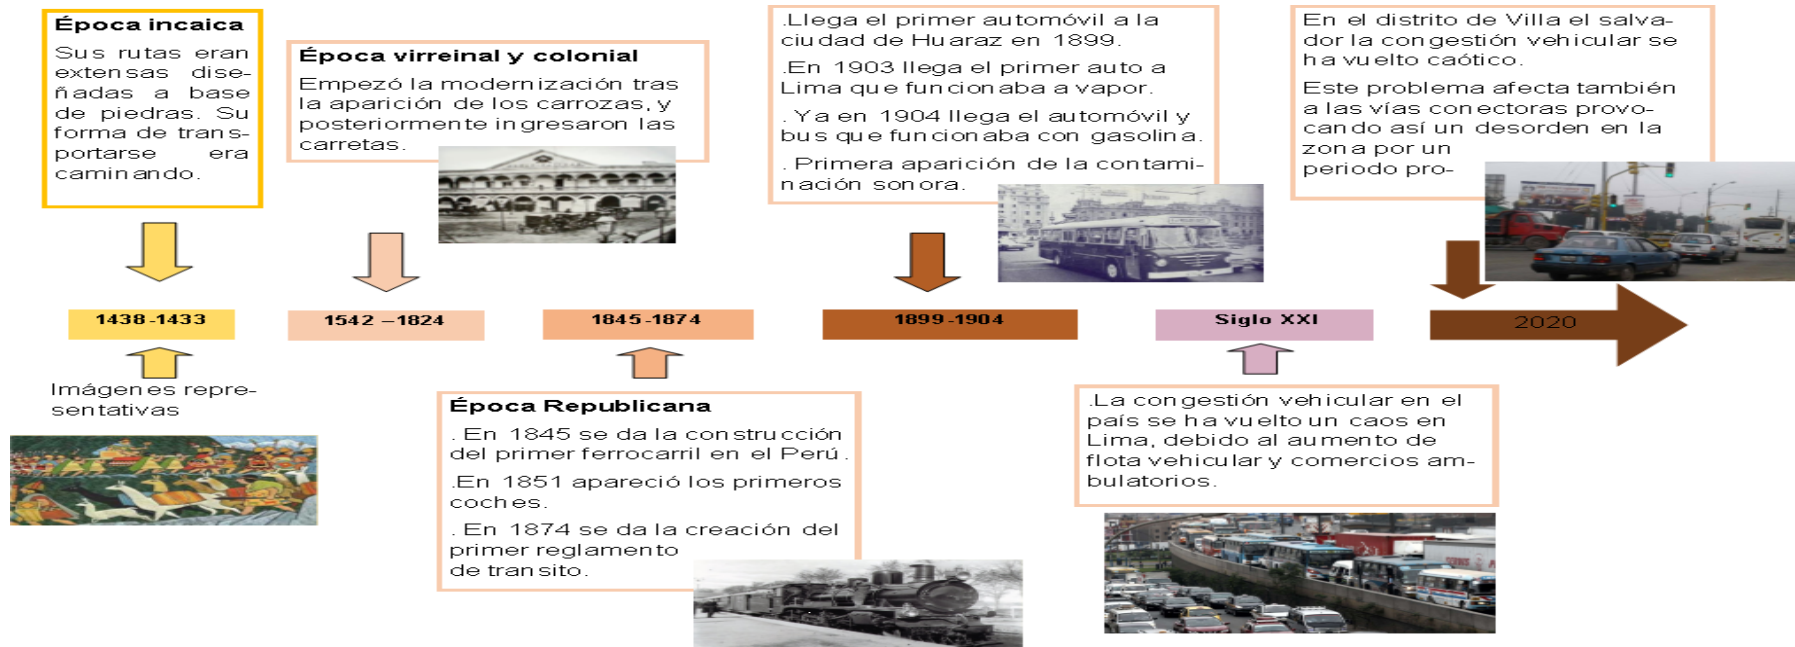 Época incaica
Sus rutas eran
extensas dise-
ñadas a base
de piedras. Su
forma de trans-
portarse era
caminando.
Época virreinal y colonial
Empezó la modernización tras
la aparición de los carrozas, y
posteriormente ingresaron las
carretas.
.Llega el primer automóvil a la
ciudad de Huaraz en 1899.
.En 1903 llega el primer auto a
Lima que funcionaba a vapor.
. Ya en 1904 llega el automóvil y
bus que funcionaba con gasolina.
. Primera aparición de la contami-
nación sonora.
En el distrito de Villa el salva-
dor la congestión vehicular se
ha vuelto caótico.
Este problema afecta también
a las vías conectoras provo-
cando así un desorden en la
zona por un
periodo pro-
1438-1433
1542 –1824
1845-1874
1899-1904
Siglo XXI
2020
Imágenes repre-
sentativas
Época Republicana
. En 1845 se da la construcción
del primer ferrocarril en el Perú.
.En 1851 apareció los primeros
coches.
. En 1874 se da la creación del
primer reglamento
de transito.
.La congestión vehicular en el
país se ha vuelto un caos en
Lima, debido al aumento de
flota vehicular y comercios am-
bulatorios.